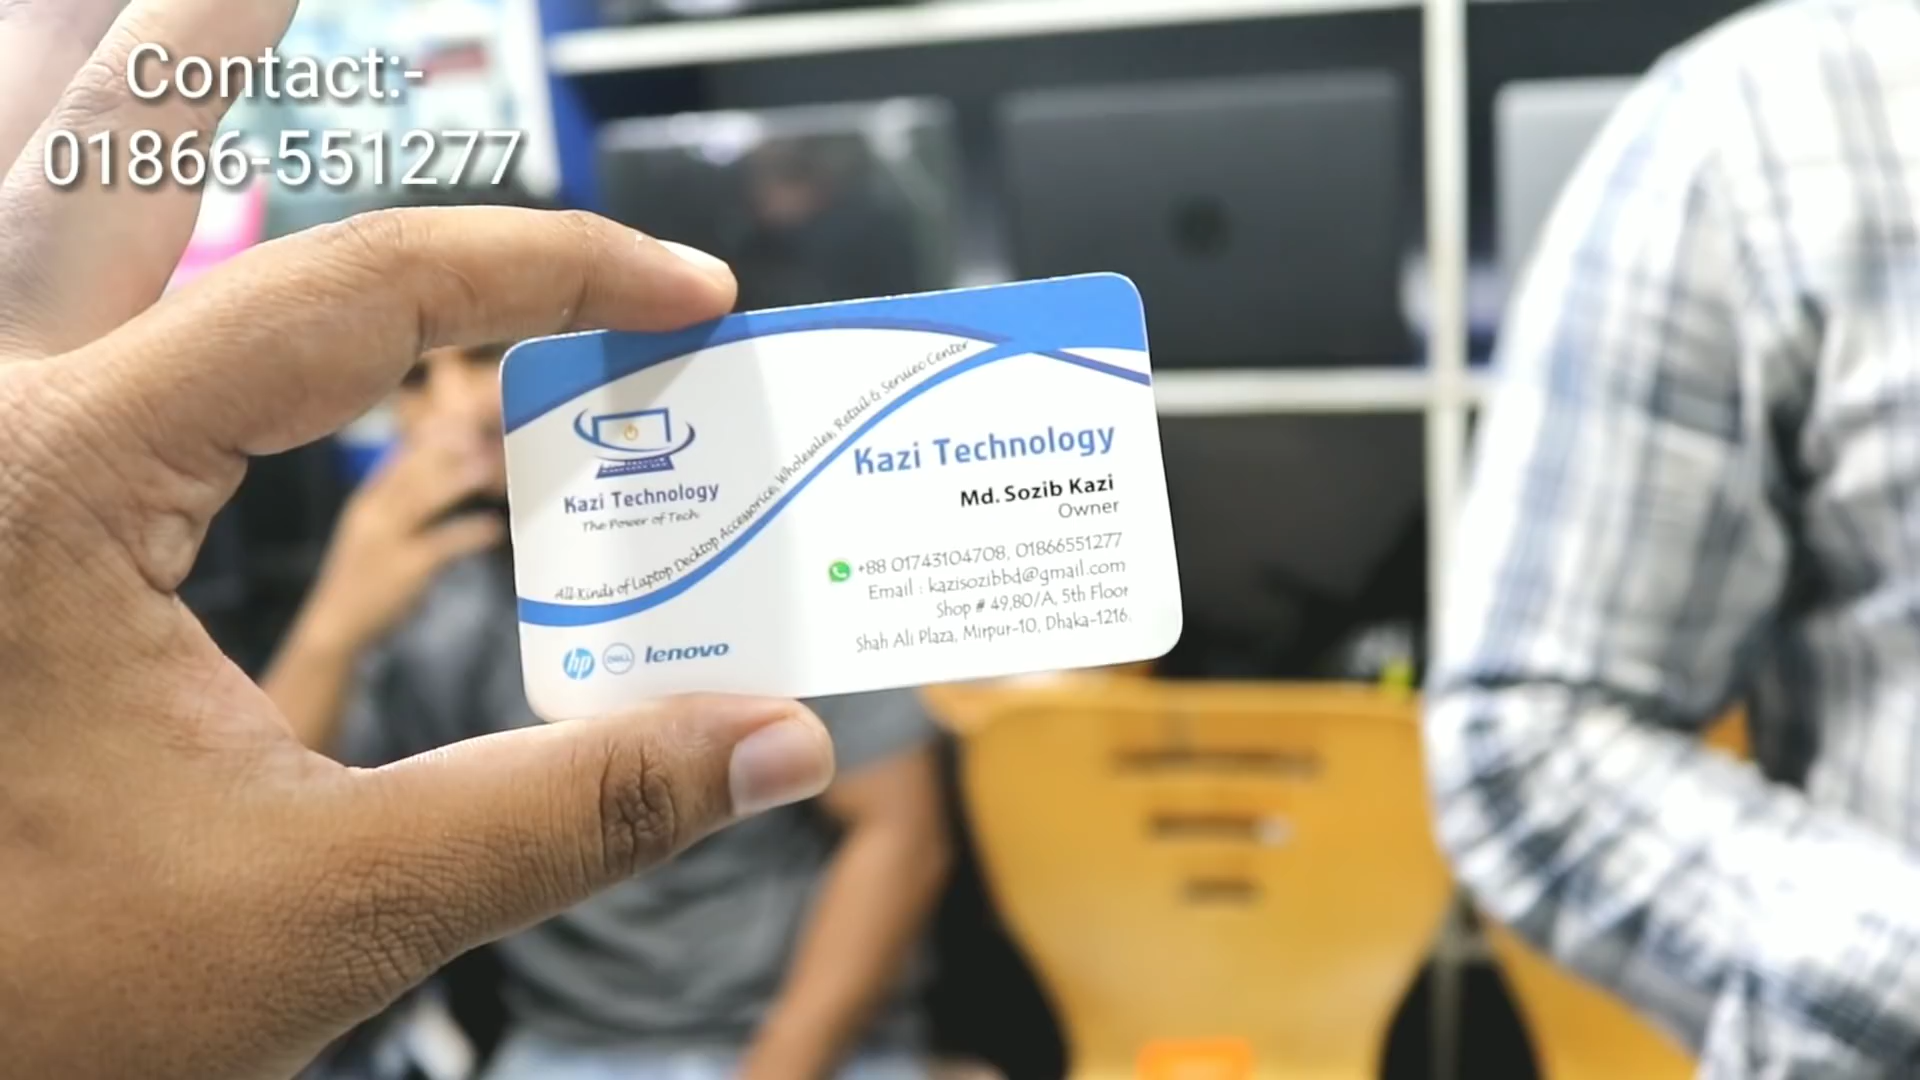 Contact:-
01866-551277
Kazi Technology
The Power of Tech.
All Kinds of Laptop Decktop Accessorice, Wholesales, Retail & Serviec Center
hp DELL lenovo
Kazi Technology
Md. Sozib Kazi
Owner
+88 01743104708, 01866551277
Email : kazisozibbd@gmail.com
Shop # 49,80/A, 5th Floor
Shah Ali Plaza, Mirpur-10, Dhaka-1216.